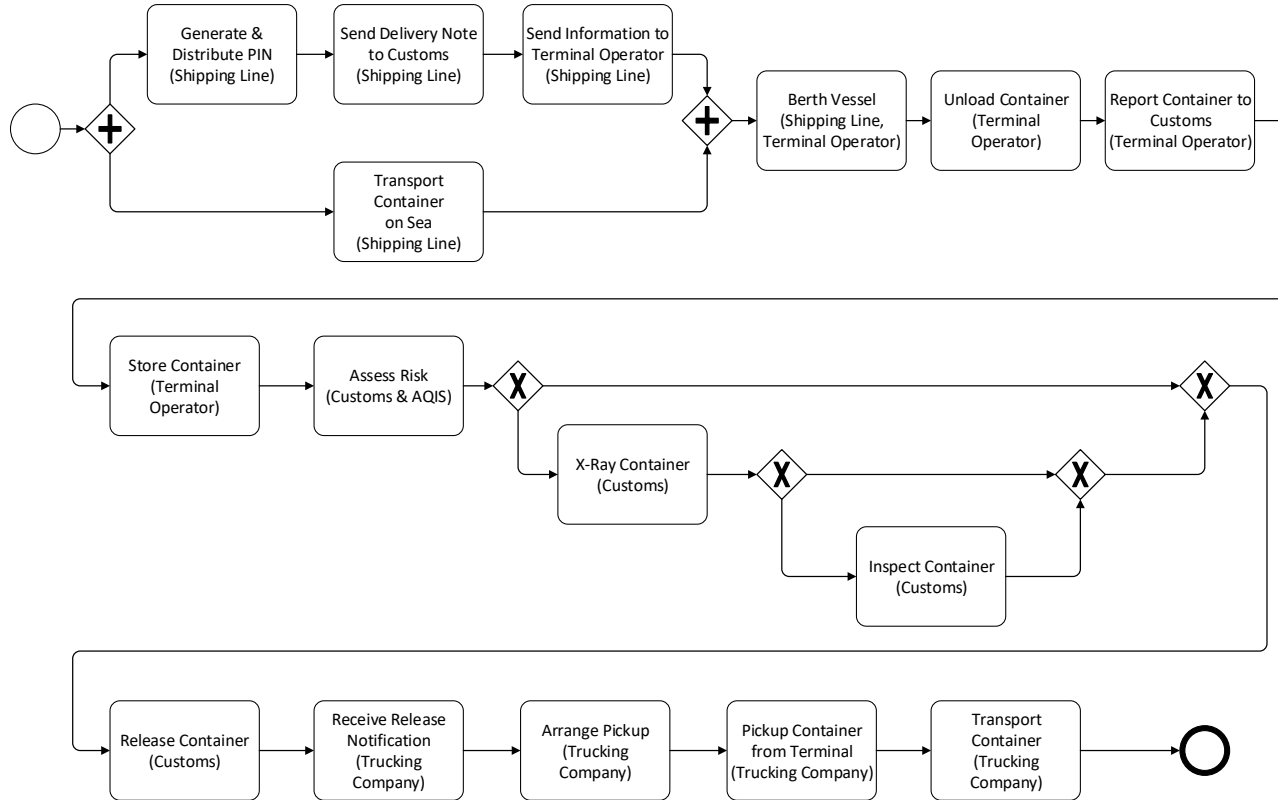 Generate &
Distribute PIN
(Shipping Line)
Send Delivery Note
to Customs
(Shipping Line)
Send Information to
Terminal Operator
(Shipping Line)
Transport
Container
on Sea
(Shipping Line)
Berth Vessel
(Shipping Line,
Terminal Operator)
Unload Container
(Terminal
Operator)
Report Container to
Customs
(Terminal Operator)
Store Container
(Terminal
Operator)
Assess Risk
(Customs & AQIS)
X
X-Ray Container
(Customs)
X
Inspect Container
(Customs)
X
X
Release Container
(Customs)
Receive Release
Notification
(Trucking
Company)
Arrange Pickup
(Trucking
Company)
Pickup Container
from Terminal
(Trucking Company)
Transport
Container
(Trucking
Company)